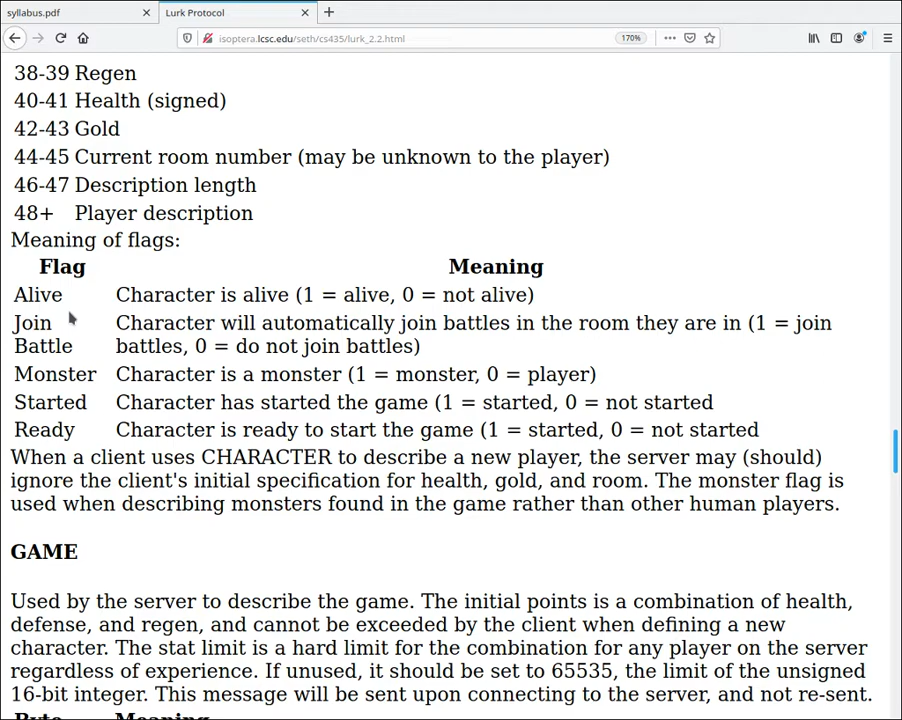 syllabus.pdf
Lurk Protocol
isoptera.lcsc.edu/seth/cs435/lurk_2.2.html
170%
38-39 Regen
40-41 Health (signed)
42-43 Gold
44-45 Current room number (may be unknown to the player)
46-47 Description length
48+ Player description
Meaning of flags:
Flag Meaning
Alive Character is alive (1 = alive, 0 = not alive)
Join Character will automatically join battles in the room they are in (1 = join
Battle battles, 0 = do not join battles)
Monster Character is a monster (1 = monster, 0 = player)
Started Character has started the game (1 = started, 0 = not started
Ready Character is ready to start the game (1 = started, 0 = not started
When a client uses CHARACTER to describe a new player, the server may (should)
ignore the client's initial specification for health, gold, and room. The monster flag is
used when describing monsters found in the game rather than other human players.
GAME
Used by the server to describe the game. The initial points is a combination of health,
defense, and regen, and cannot be exceeded by the client when defining a new
character. The stat limit is a hard limit for the combination for any player on the server
regardless of experience. If unused, it should be set to 65535, the limit of the unsigned
16-bit integer. This message will be sent upon connecting to the server, and not re-sent.
Byte Meaning